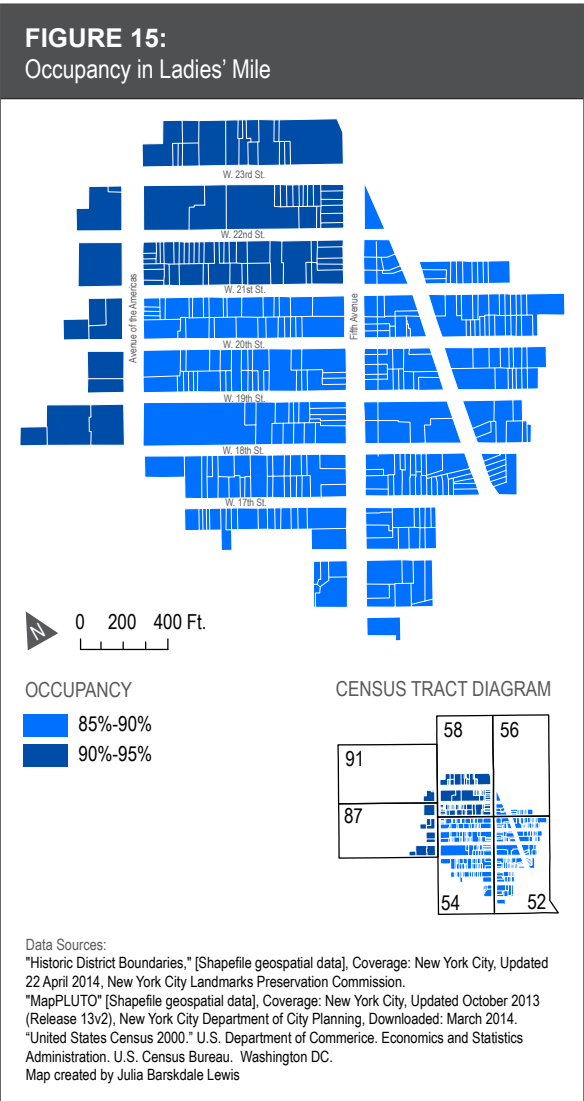 FIGURE 15:
Occupancy in Ladies' Mile
W. 23rd St.
W. 22nd St.
W. 21st St.
Avenue of the Americas
Fifth Avenue
W. 20th St.
W. 19th St.
W. 18th St.
W. 17th St.
N
0 200 400 Ft.
OCCUPANCY
85%-90%
90%-95%
CENSUS TRACT DIAGRAM
58 56
91
87
54 52
Data Sources:
"Historic District Boundaries," [Shapefile geospatial data], Coverage: New York City, Updated
22 April 2014, New York City Landmarks Preservation Commission.
"MapPLUTO" [Shapefile geospatial data], Coverage: New York City, Updated October 2013
(Release 13v2), New York City Department of City Planning, Downloaded: March 2014.
“United States Census 2000.” U.S. Department of Commerice. Economics and Statistics
Administration. U.S. Census Bureau. Washington DC.
Map created by Julia Barskdale Lewis